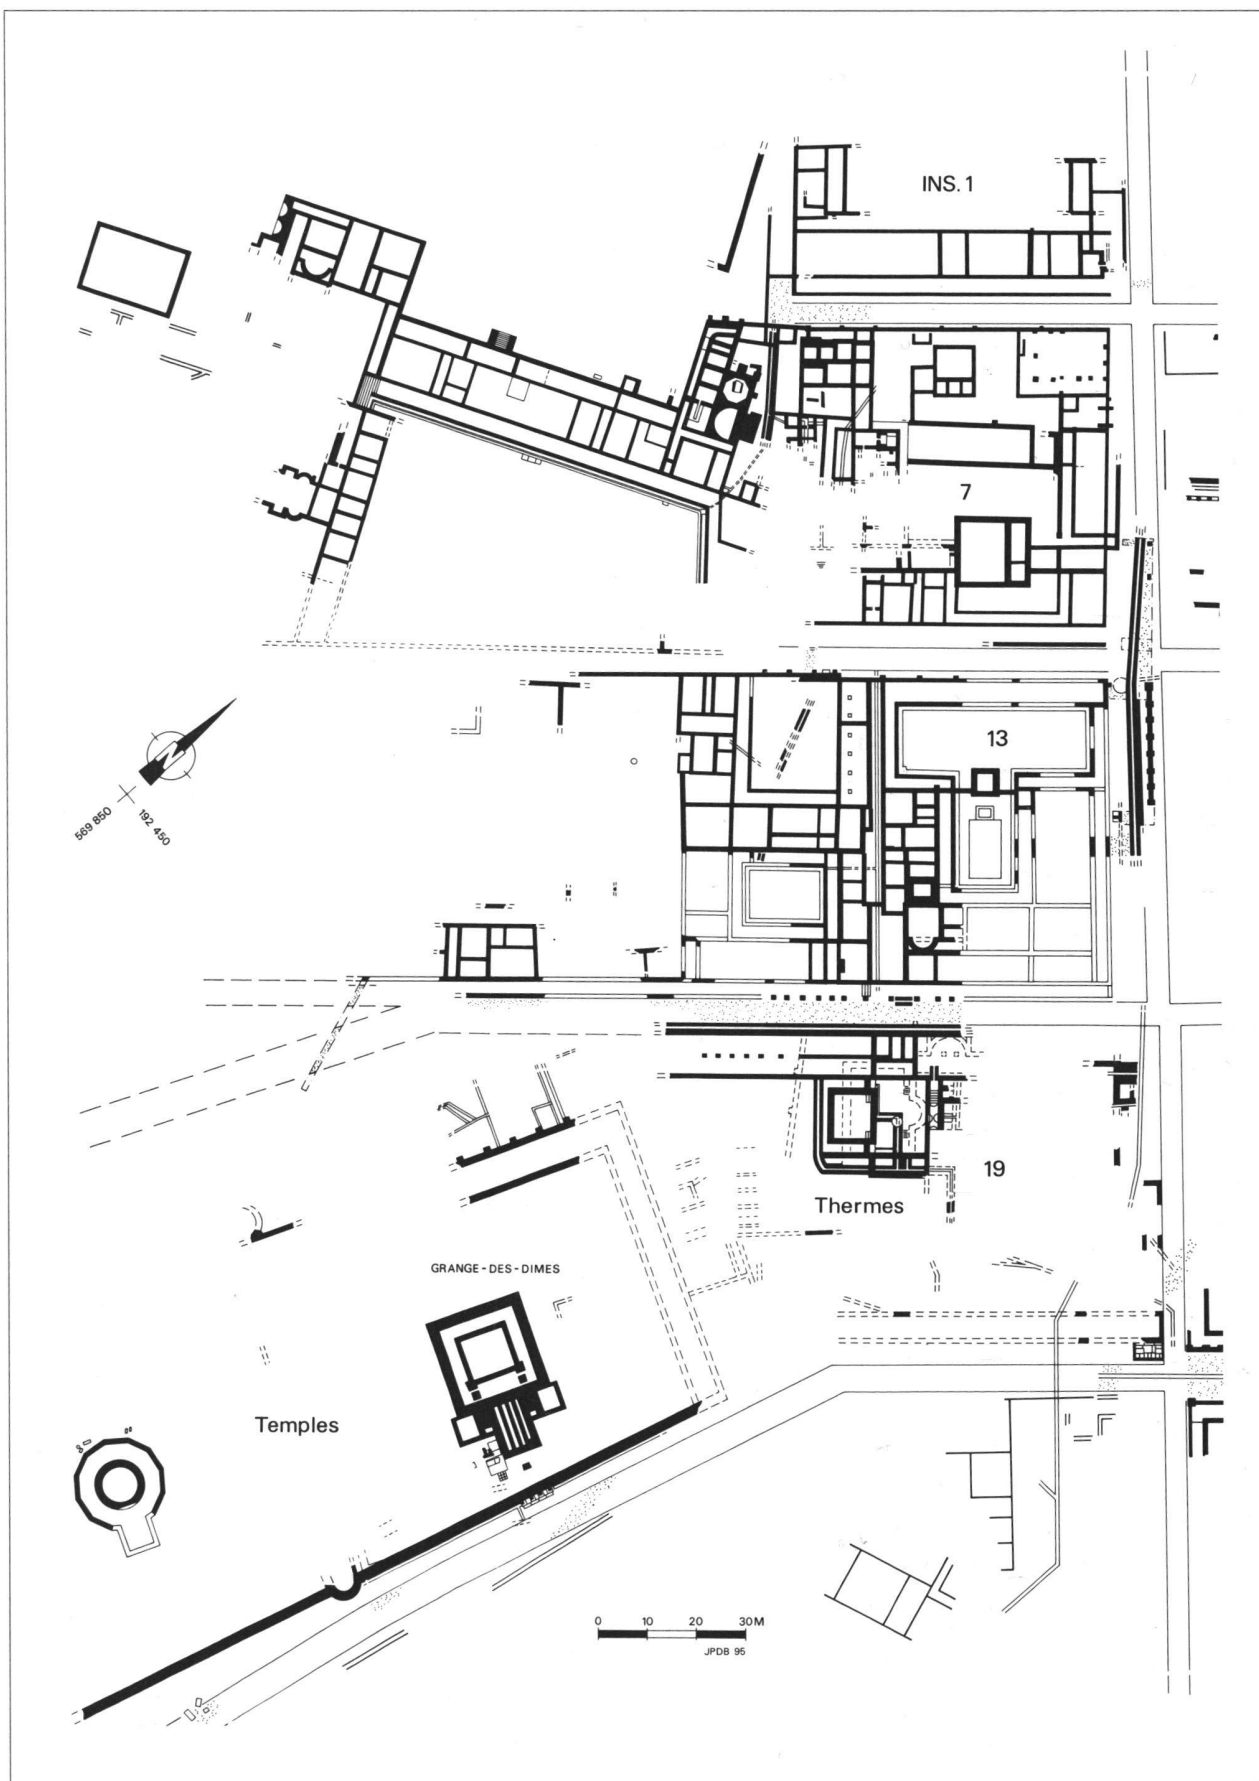 INS. 1
7
13
N
569 850
192 450
19
Thermes
GRANGE-DES-DIMES
Temples
0 10 20 30M
JPDB 95